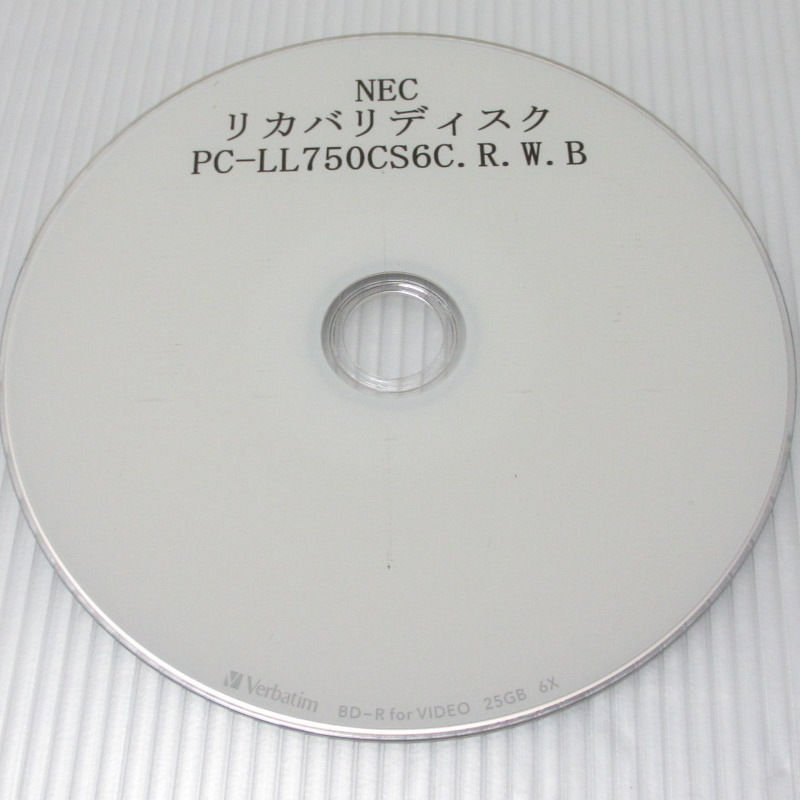 NEC
リカバリディスク
PC-LL750CS6C.R.W.B
Verbatim BD-R for VIDEO 25GB 6X